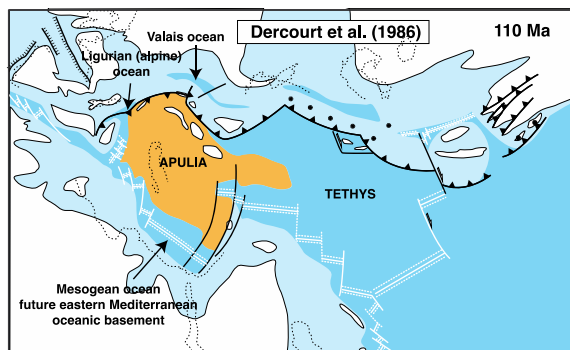 Dercourt et al. (1986)
110 Ma
Valais ocean
Ligurian (alpine)
ocean
APULIA
TETHYS
Mesogean ocean
future eastern Mediterranean
oceanic basement